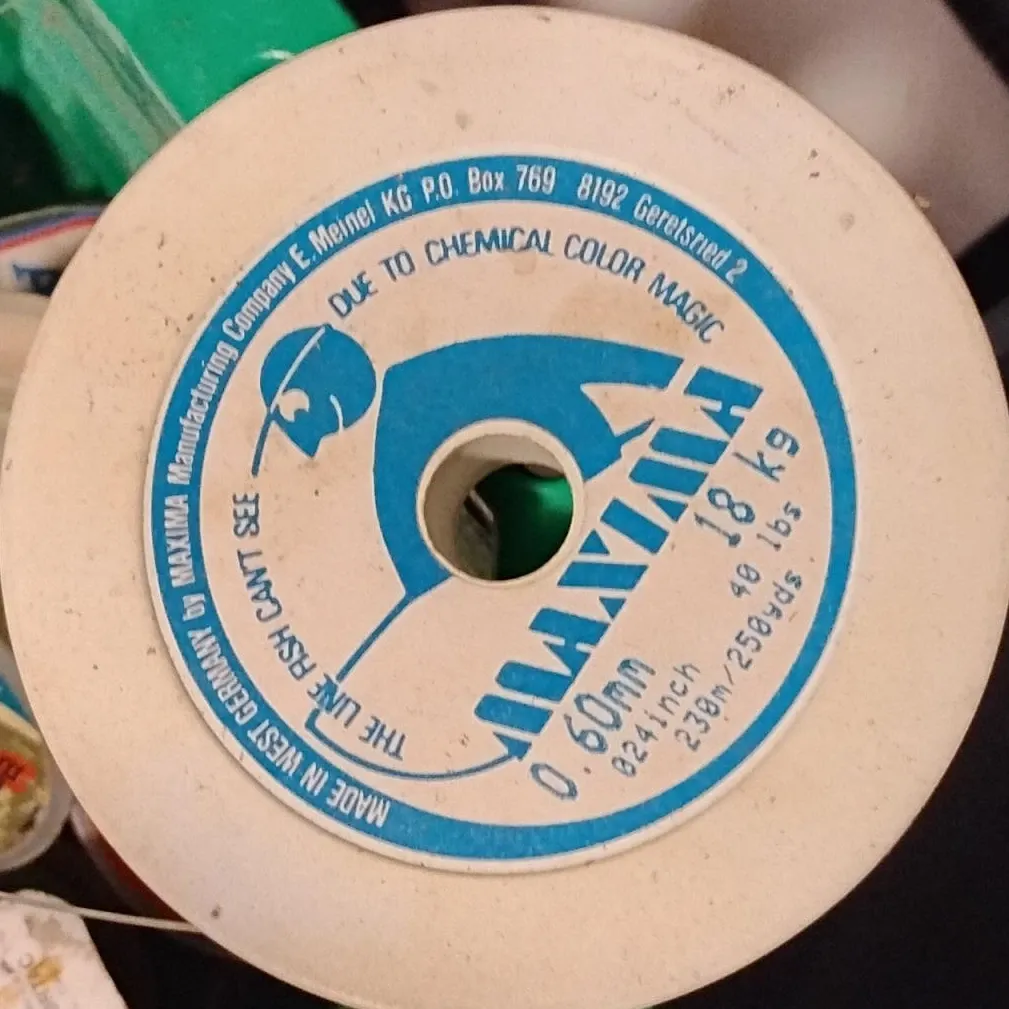 MADE IN WEST GERMANY by MAXIMA Manufacturing Company E. Meinel KG P.O. Box 769 8192 Geretsried 2
THE LINE FISH CAN'T SEE
DUE TO CHEMICAL COLOR MAGIC
MAXIMA
0.60mm 18 kg
024inch 40 lbs
230m/250yds